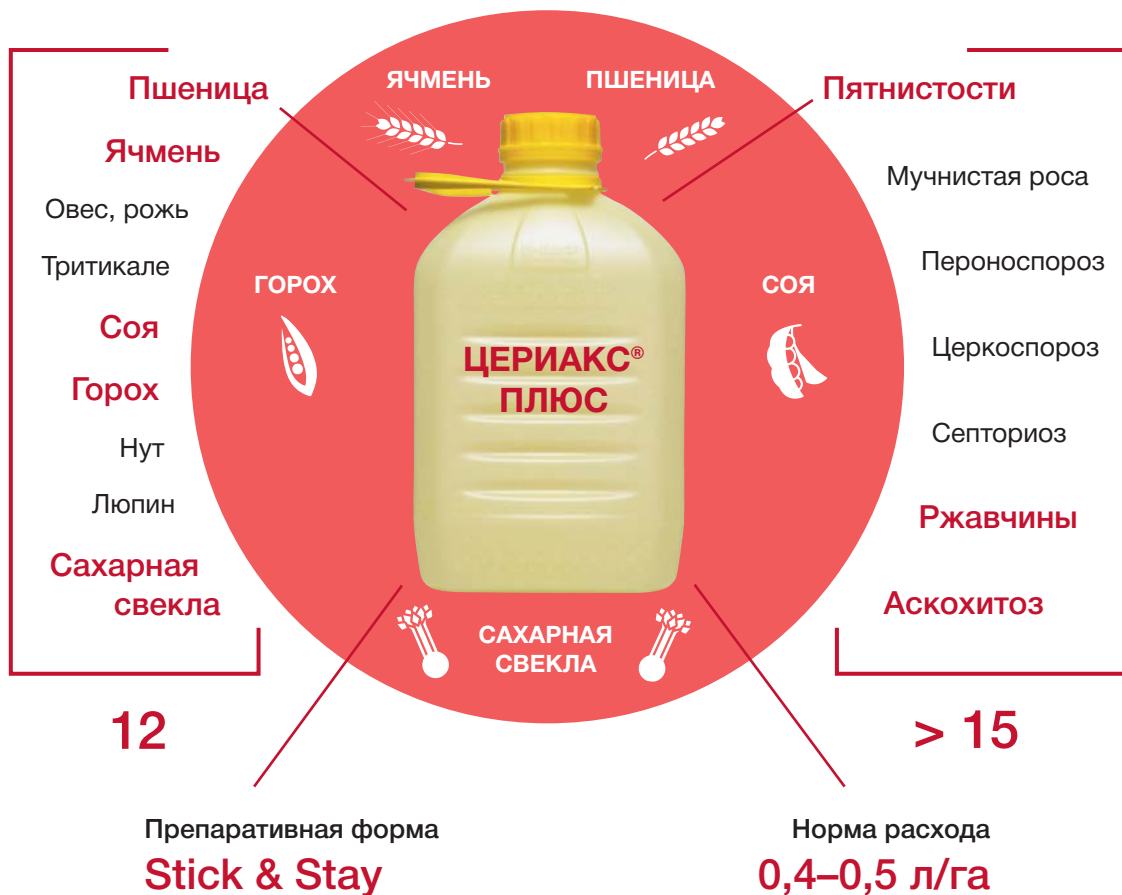 Пшеница
Ячмень
Овес, рожь
Тритикале
Соя
Горох
Нут
Люпин
Сахарная
свекла
12
ЯЧМЕНЬ
ПШЕНИЦА
ГОРОХ
СОЯ
ЦЕРИАКС®
ПЛЮС
САХАРНАЯ
СВЕКЛА
Пятнистости
Мучнистая роса
Пероноспороз
Церкоспороз
Септориоз
Ржавчины
Аскохитоз
> 15
Препаративная форма
Stick & Stay
Норма расхода
0,4–0,5 л/га